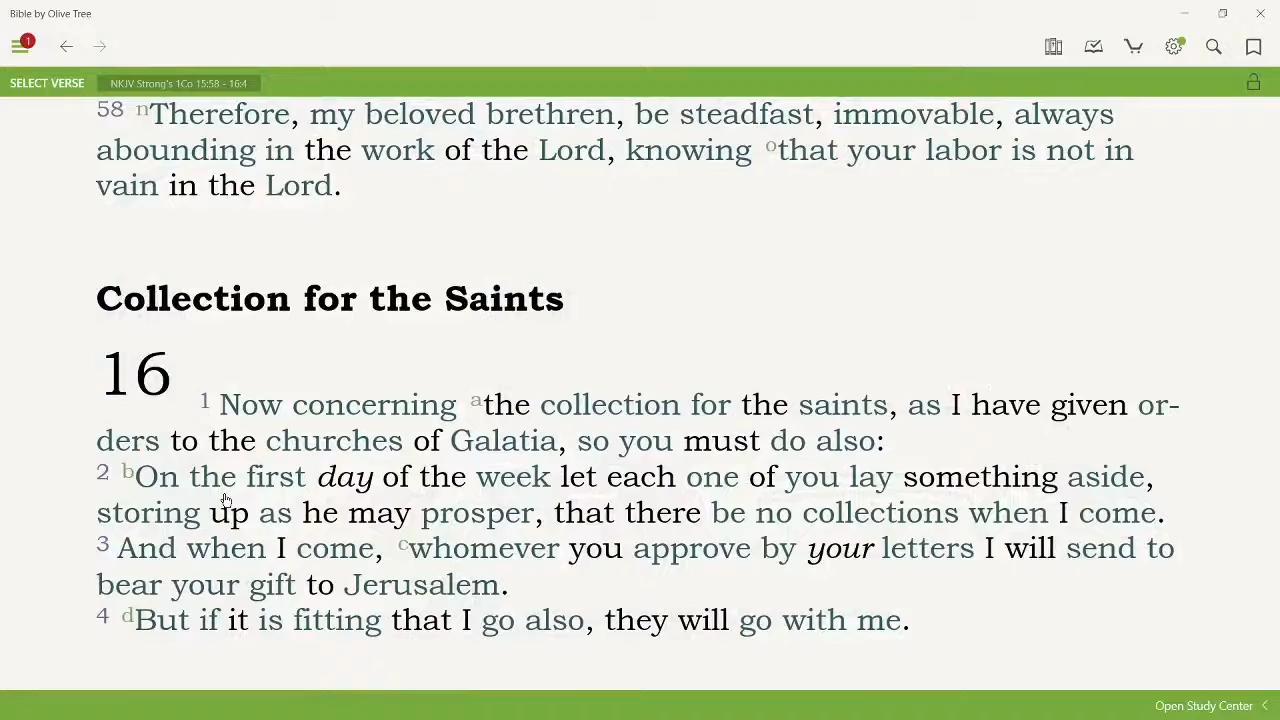 Bible by Olive Tree
1
SELECT VERSE NKJV Strong's 1Co 15:58 - 16:4
58 nTherefore, my beloved brethren, be steadfast, immovable, always
abounding in the work of the Lord, knowing othat your labor is not in
vain in the Lord.
Collection for the Saints
16
1 Now concerning athe collection for the saints, as I have given or-
ders to the churches of Galatia, so you must do also:
2 bOn the first day of the week let each one of you lay something aside,
storing up as he may prosper, that there be no collections when I come.
3 And when I come, cwhomever you approve by your letters I will send to
bear your gift to Jerusalem.
4 dBut if it is fitting that I go also, they will go with me.
Open Study Center